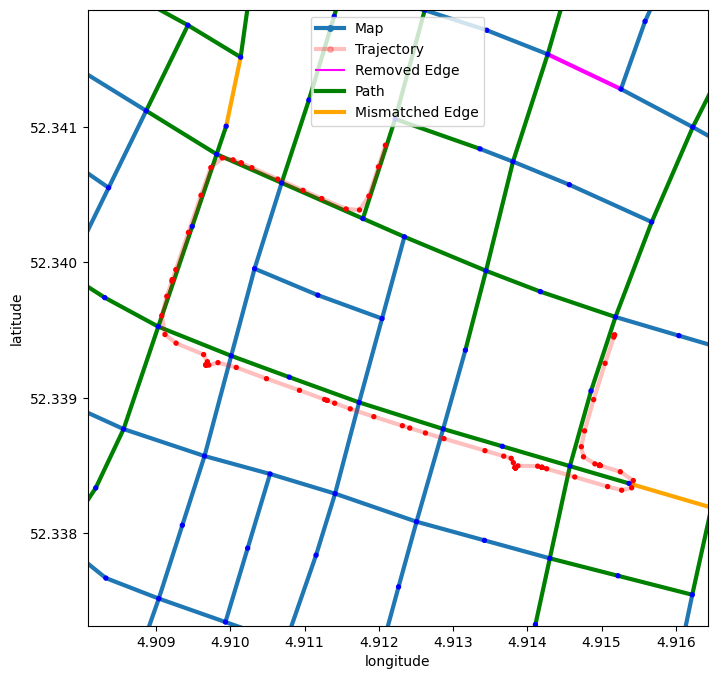 Map
Trajectory
Removed Edge
Path
Mismatched Edge
52.341
52.340
52.339
52.338
latitude
4.909 4.910 4.911 4.912 4.913 4.914 4.915 4.916
longitude